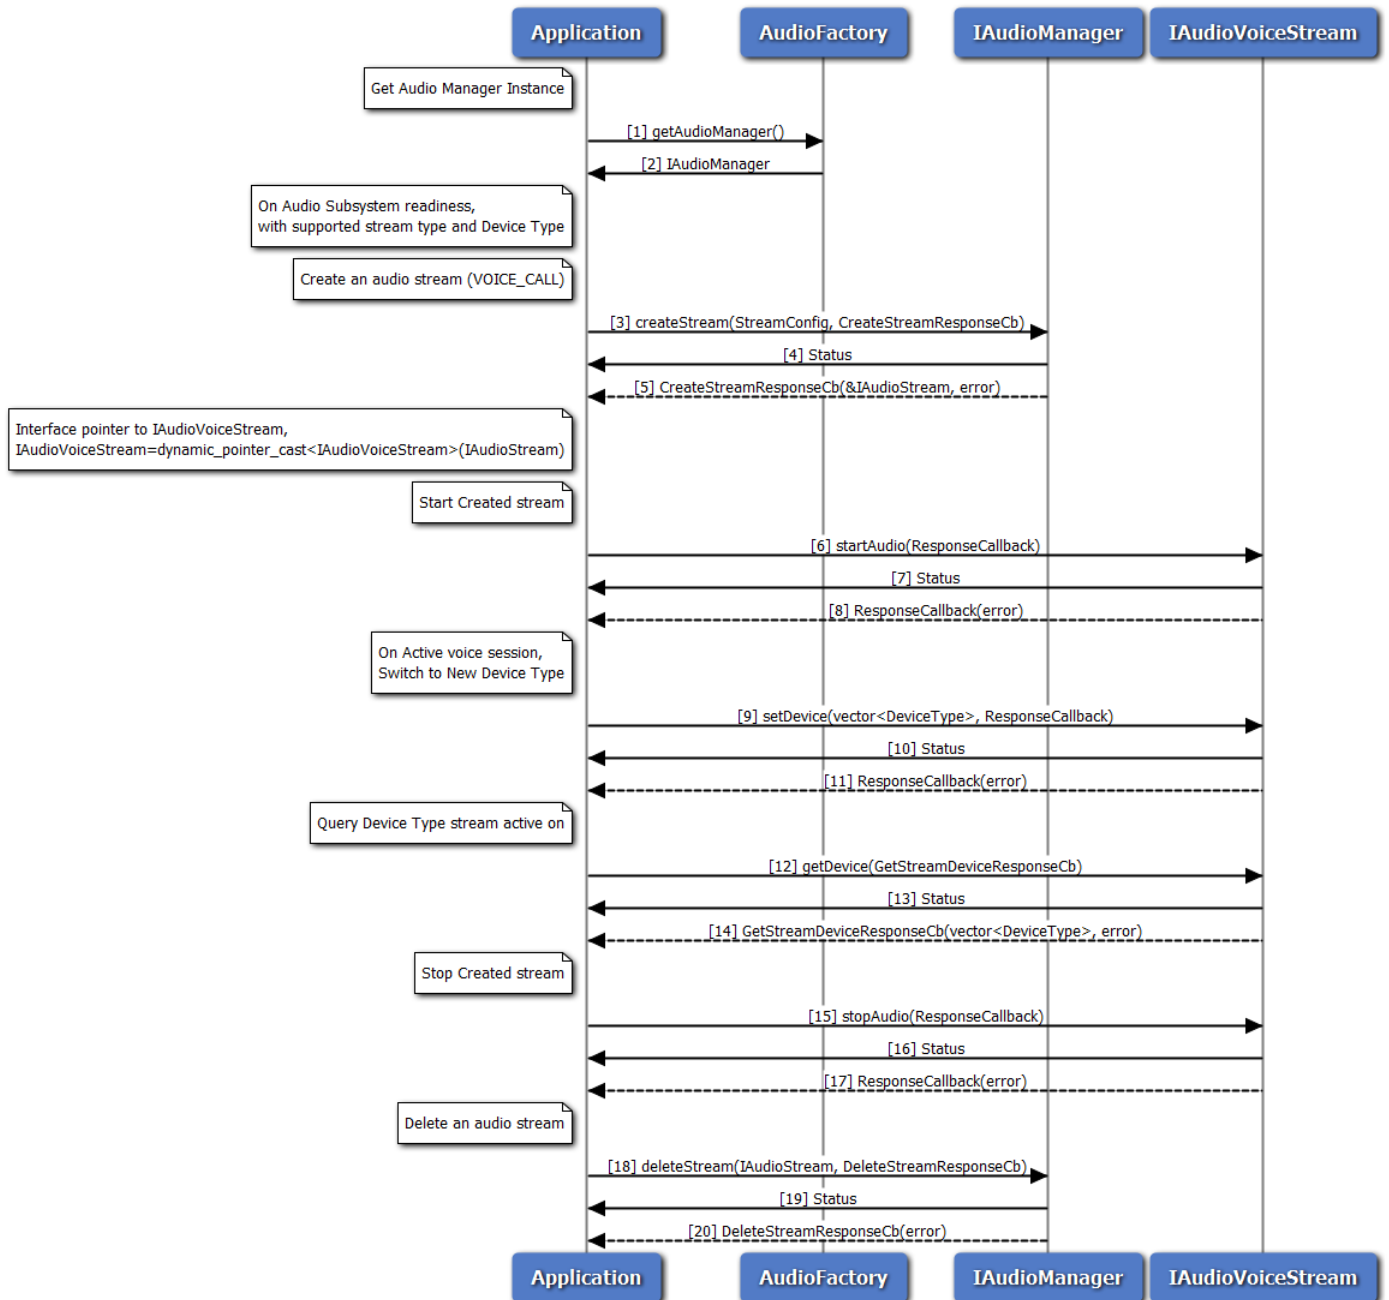 Application
AudioFactory
IAudioManager
IAudioVoiceStream
Get Audio Manager Instance
[1] getAudioManager()
[2] IAudioManager
On Audio Subsystem readiness,
with supported stream type and Device Type
Create an audio stream (VOICE_CALL)
[3] createStream(StreamConfig, CreateStreamResponseCb)
[4] Status
[5] CreateStreamResponseCb(&IAudioStream, error)
Interface pointer to IAudioVoiceStream,
IAudioVoiceStream=dynamic_pointer_cast<IAudioVoiceStream>(IAudioStream)
Start Created stream
[6] startAudio(ResponseCallback)
[7] Status
[8] ResponseCallback(error)
On Active voice session,
Switch to New Device Type
[9] setDevice(vector<DeviceType>, ResponseCallback)
[10] Status
[11] ResponseCallback(error)
Query Device Type stream active on
[12] getDevice(GetStreamDeviceResponseCb)
[13] Status
[14] GetStreamDeviceResponseCb(vector<DeviceType>, error)
Stop Created stream
[15] stopAudio(ResponseCallback)
[16] Status
[17] ResponseCallback(error)
Delete an audio stream
[18] deleteStream(IAudioStream, DeleteStreamResponseCb)
[19] Status
[20] DeleteStreamResponseCb(error)
Application
AudioFactory
IAudioManager
IAudioVoiceStream